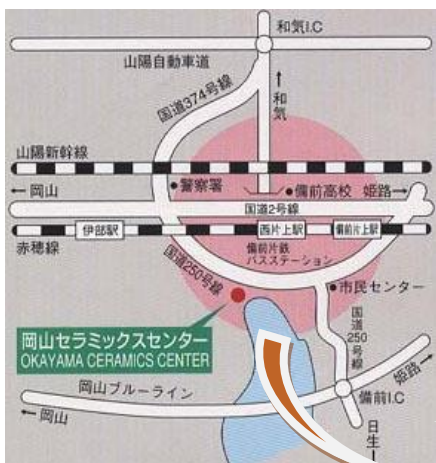 和気I.C
山陽自動車道
国道374号線
↑和気
山陽新幹線
←岡山
警察署
備前高校
姫路→
国道2号線
赤穂線
伊部駅
西片上駅
備前片上駅
備前片鉄
バスステーション
国道250号線
市民センター
国道250号線
岡山セラミックスセンター
OKAYAMA CERAMICS CENTER
岡山ブルーライン
←岡山
姫路→
備前I.C
日生↓